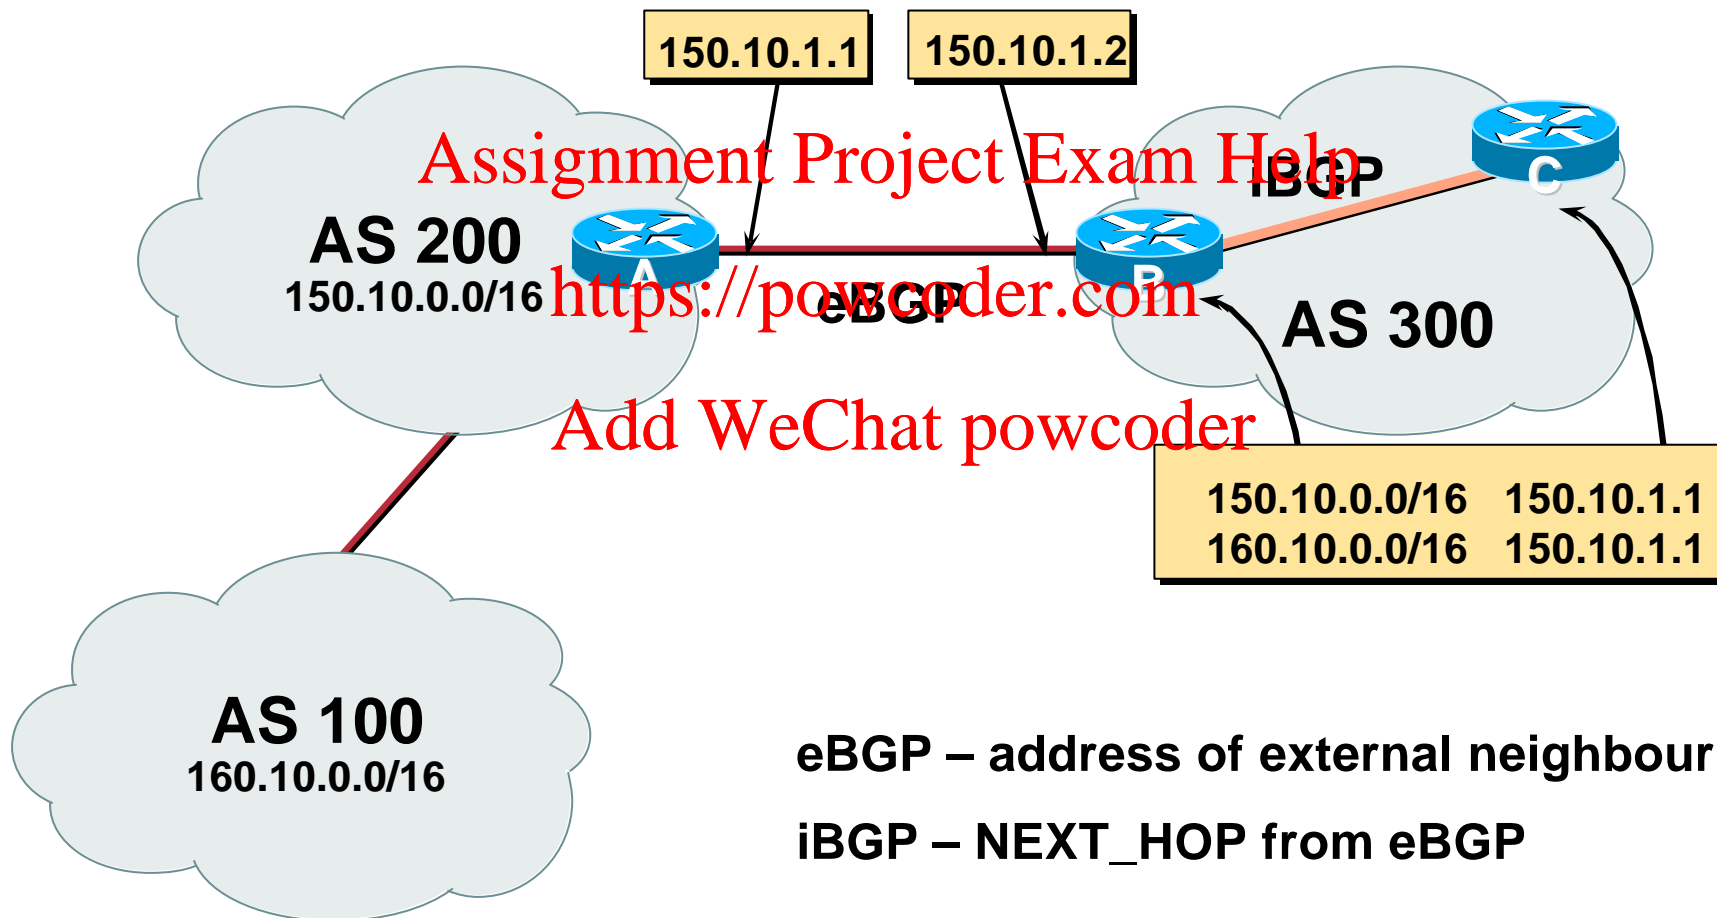 150.10.1.1
150.10.1.2
Assignment Project Exam Help
iBGP
C
AS 200
150.10.0.0/16
A
B
https://powcoder.com
eBGP
AS 300
Add WeChat powcoder
150.10.0.0/16 150.10.1.1
160.10.0.0/16 150.10.1.1
AS 100
160.10.0.0/16
eBGP – address of external neighbour
iBGP – NEXT_HOP from eBGP